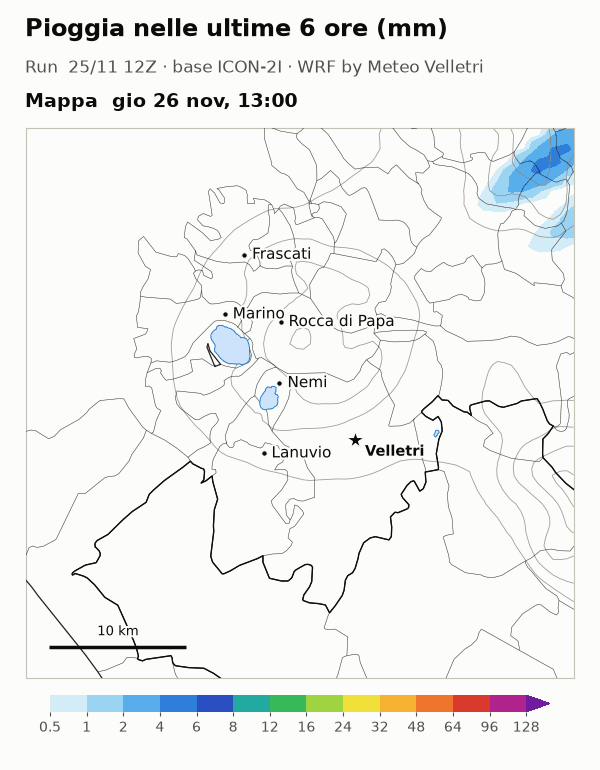 Pioggia nelle ultime 6 ore (mm)
Run  25/11 12Z · base ICON-2I · WRF by Meteo Velletri
Mappa  gio 26 nov, 13:00
Frascati
Marino
Rocca di Papa
Nemi
Velletri
Lanuvio
10 km
0.5 1 2 4 6 8 12 16 24 32 48 64 96 128